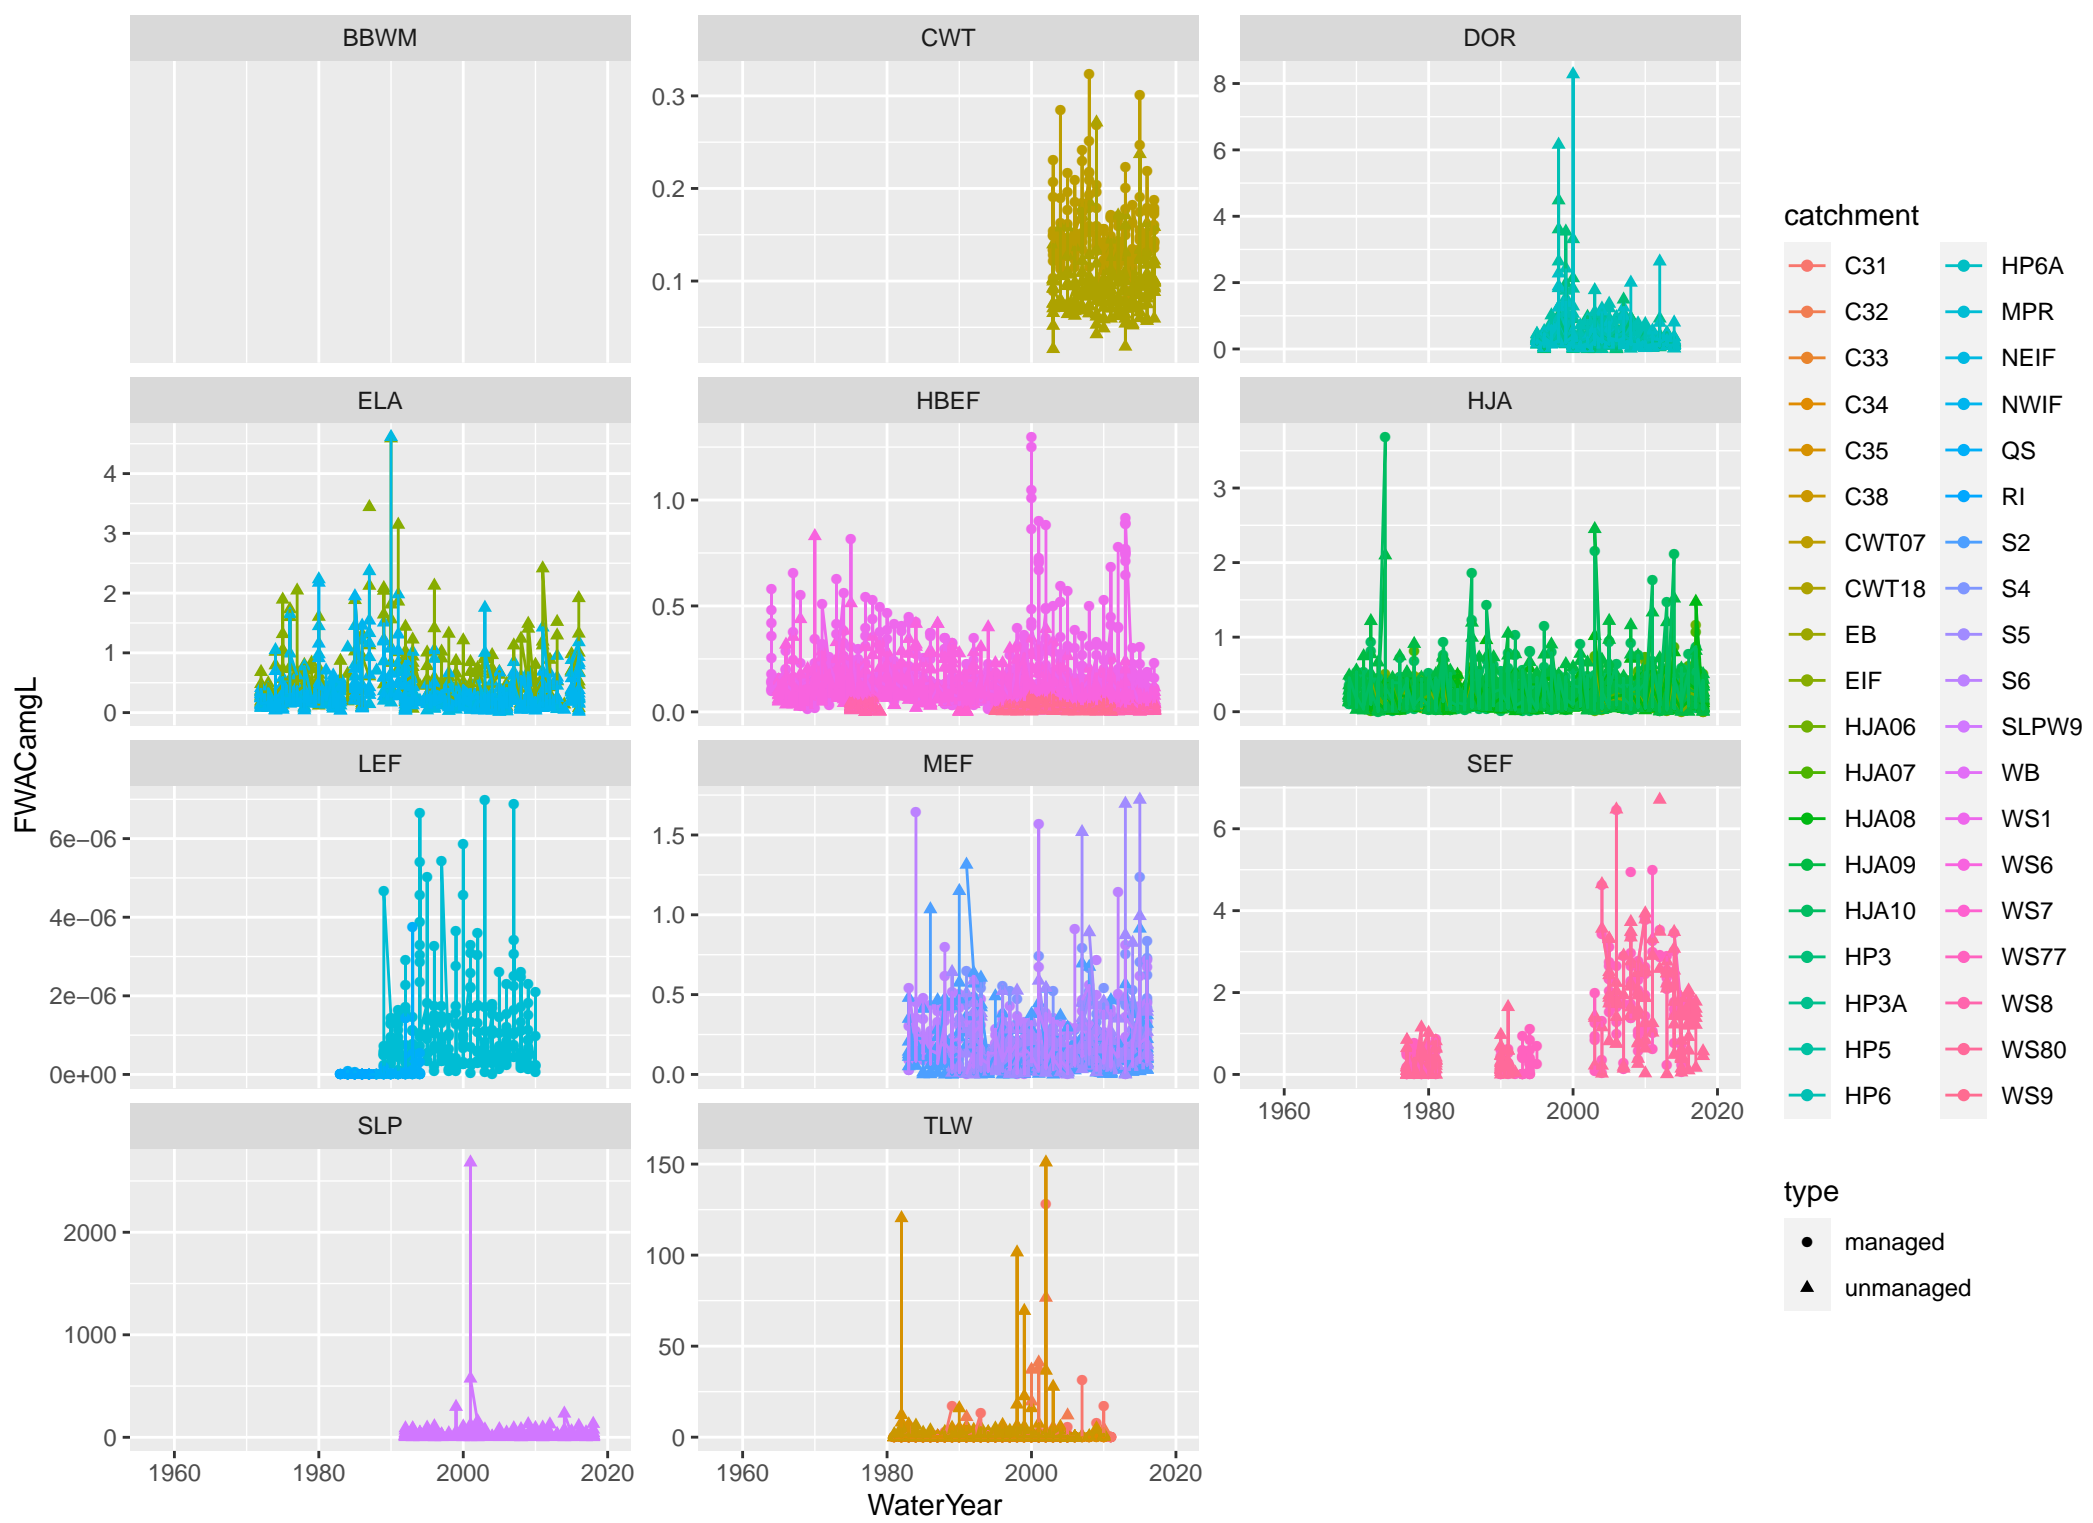 BBWM
CWT
DOR
0.3
0.2
0.1
8
6
4
2
0
ELA
HBEF
HJA
4
3
2
1
0
1.0
0.5
0.0
3
2
1
0
LEF
MEF
SEF
6e−06
4e−06
2e−06
0e+00
1.5
1.0
0.5
0.0
6
4
2
0
1960 1980 2000 2020
SLP
TLW
2000
1000
0
150
100
50
0
1960 1980 2000 2020
1960 1980 2000 2020
WaterYear
FWACamgL
catchment
C31
C32
C33
C34
C35
C38
CWT07
CWT18
EB
EIF
HJA06
HJA07
HJA08
HJA09
HJA10
HP3
HP3A
HP5
HP6
HP6A
MPR
NEIF
NWIF
QS
RI
S2
S4
S5
S6
SLPW9
WB
WS1
WS6
WS7
WS77
WS8
WS80
WS9
type
managed
unmanaged